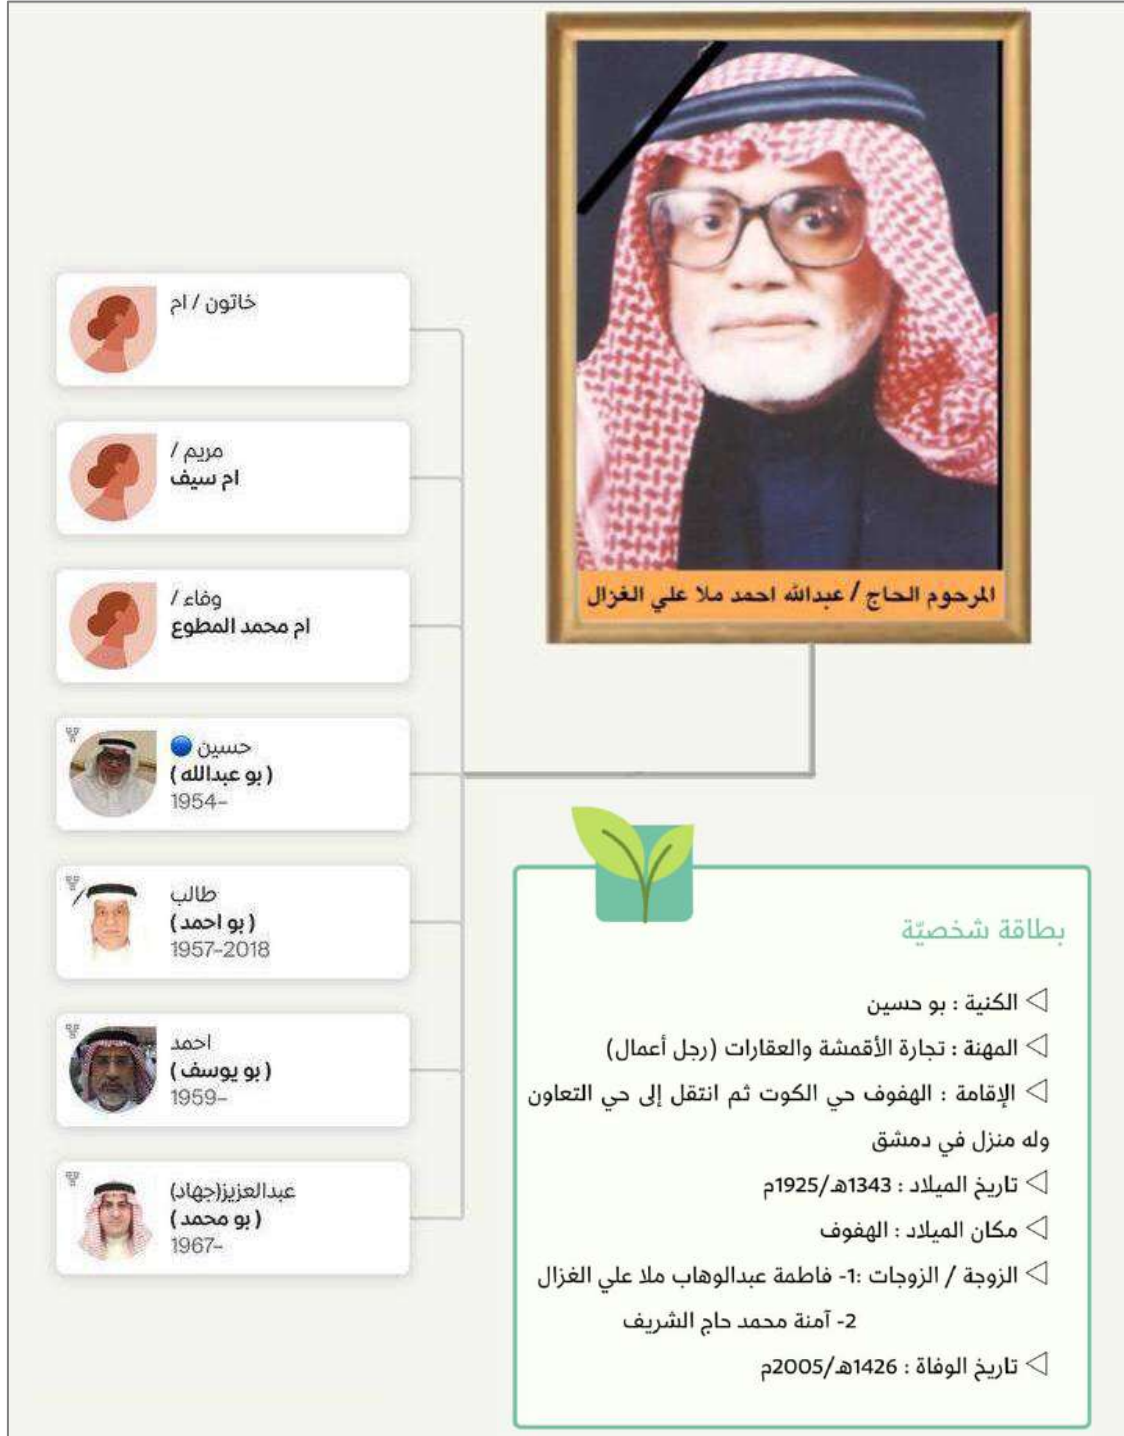 المرحوم الحاج / عبدالله احمد ملا علي الغزال
خاتون / ام
مريم /
ام سيف
وفاء /
ام محمد المطوع
حسين
(بو عبدالله)
1954–
طالب
(بو احمد)
1957–2018
احمد
(بو يوسف)
1959–
عبدالعزيز(جهاد)
(بو محمد)
1967–
بطاقة شخصيّة
الكنية : بو حسين
المهنة : تجارة الأقمشة والعقارات (رجل أعمال)
الإقامة : الهفوف حي الكوت ثم انتقل إلى حي التعاون
وله منزل في دمشق
تاريخ الميلاد : 1343هـ/1925م
مكان الميلاد : الهفوف
الزوجة / الزوجات :1- فاطمة عبدالوهاب ملا علي الغزال
2- آمنة محمد حاج الشريف
تاريخ الوفاة : 1426هـ/2005م